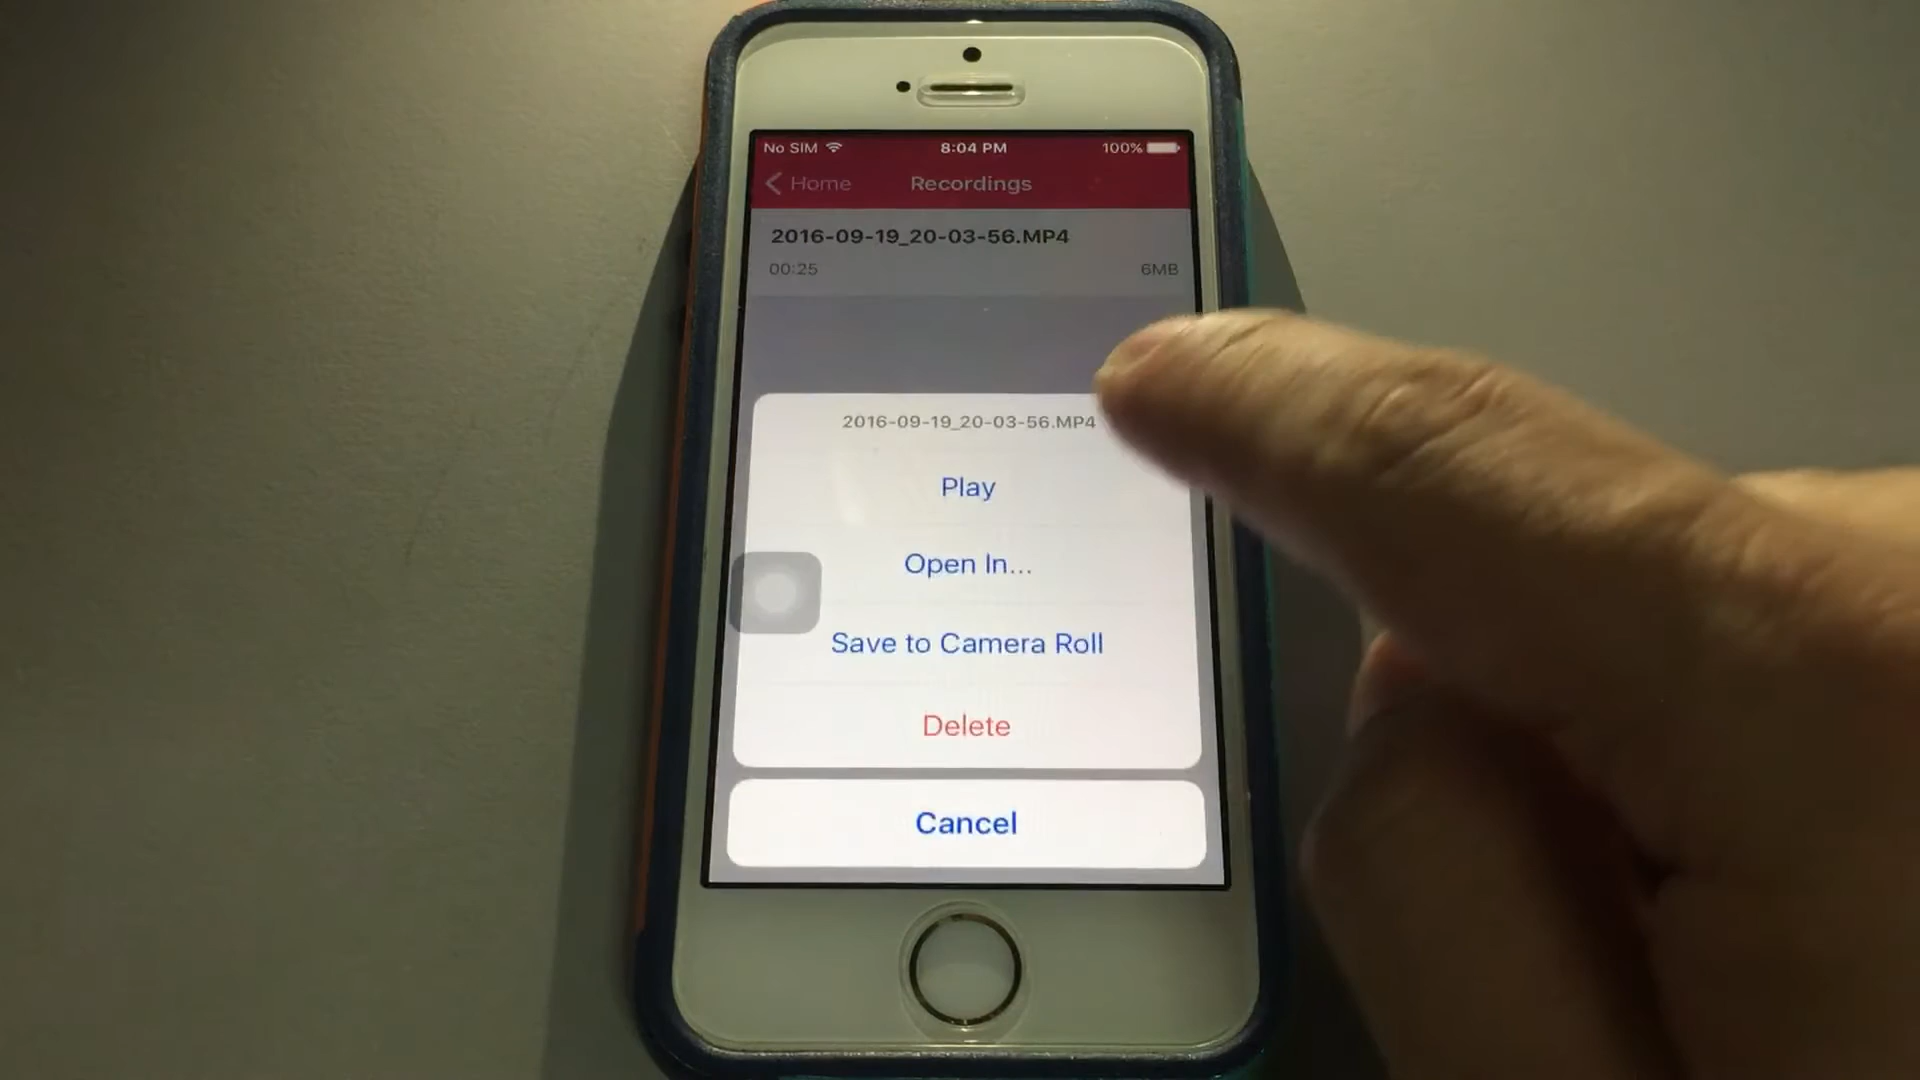 No SIM 8:04 PM 100%
Home Recordings
2016-09-19_20-03-56.MP4
00:25 6MB
2016-09-19_20-03-56.MP4
Play
Open In...
Save to Camera Roll
Delete
Cancel